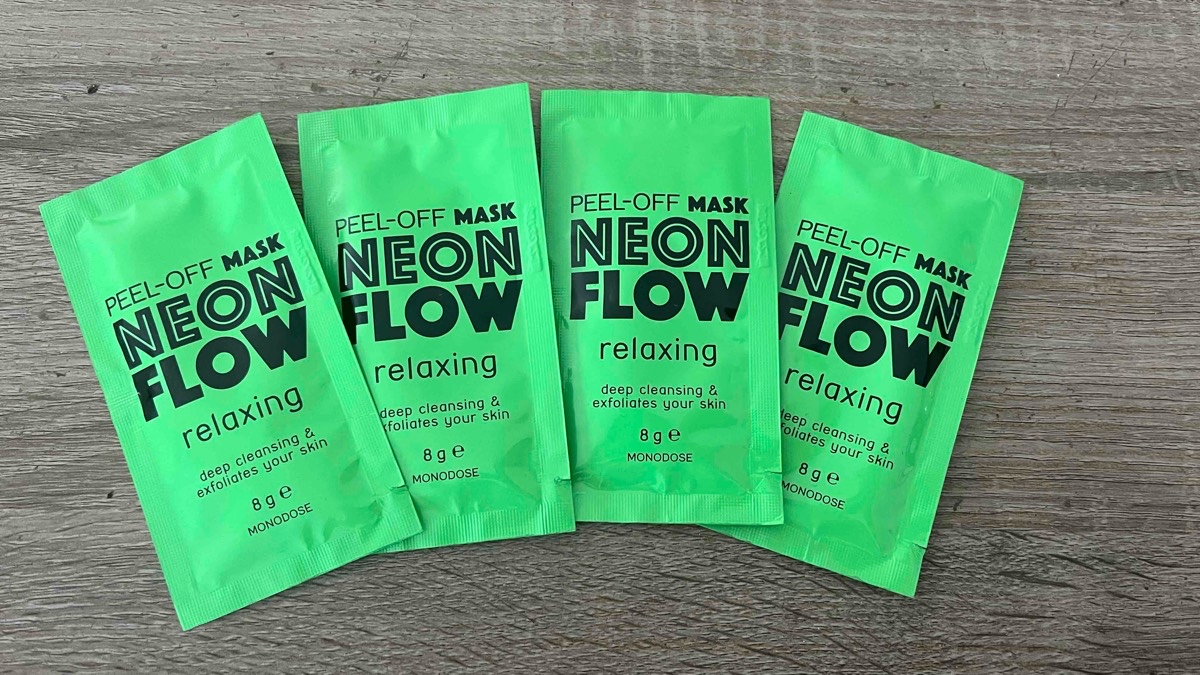 PEEL-OFF MASK
NEON
FLOW
relaxing
deep cleansing &
exfoliates your skin
8 g ℮
MONODOSE
PEEL-OFF MASK
NEON
FLOW
relaxing
deep cleansing &
xfoliates your skin
8 g ℮
MONODOSE
PEEL-OFF MASK
NEON
FLOW
relaxing
deep cleansing &
exfoliates your skin
8 g ℮
MONODOSE
PEEL-OFF MASK
NEON
FLOW
relaxing
deep cleansing &
foliates your skin
8 g ℮
MONODOSE